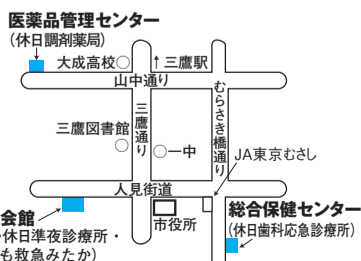 医薬品管理センター
(休日調剤薬局)
大成高校
↑三鷹駅
山中通り
三鷹通り
むらさき橋通り
三鷹図書館
一中
JA東京むさし
人見街道
市役所
会館
・休日準夜診療所・
も救急みたか)
総合保健センター
(休日歯科応急診療所)